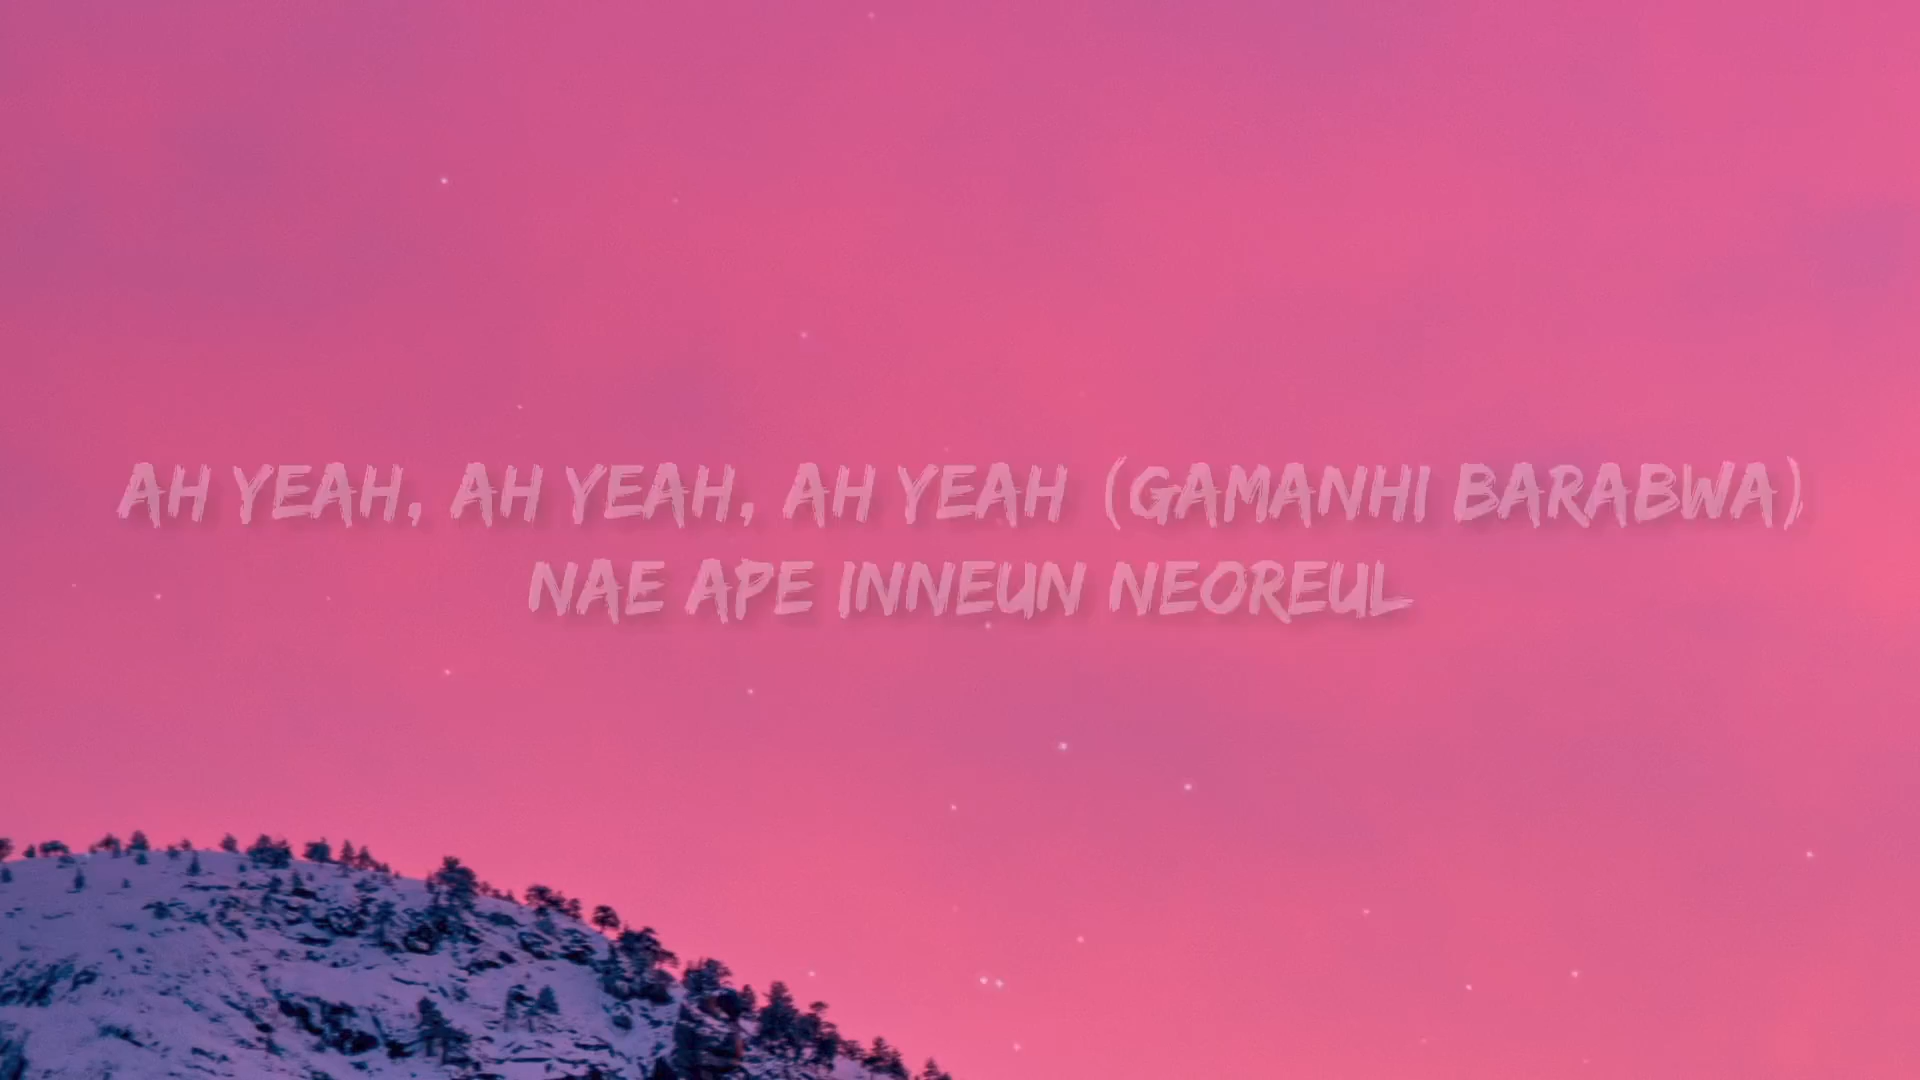 AH YEAH, AH YEAH, AH YEAH (GAMANHI BARABWA)
NAE APE INNEUN NEOREUL